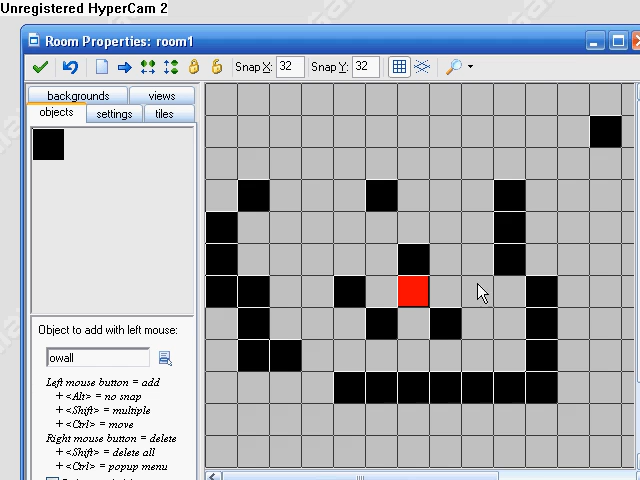 Unregistered HyperCam 2
Room Properties: room1
Snap X: 32 Snap Y: 32
backgrounds views
objects settings tiles
Object to add with left mouse:
owall
Left mouse button = add
+ <Alt> = no snap
+ <Shift> = multiple
+ <Ctrl> = move
Right mouse button = delete
+ <Shift> = delete all
+ <Ctrl> = popup menu